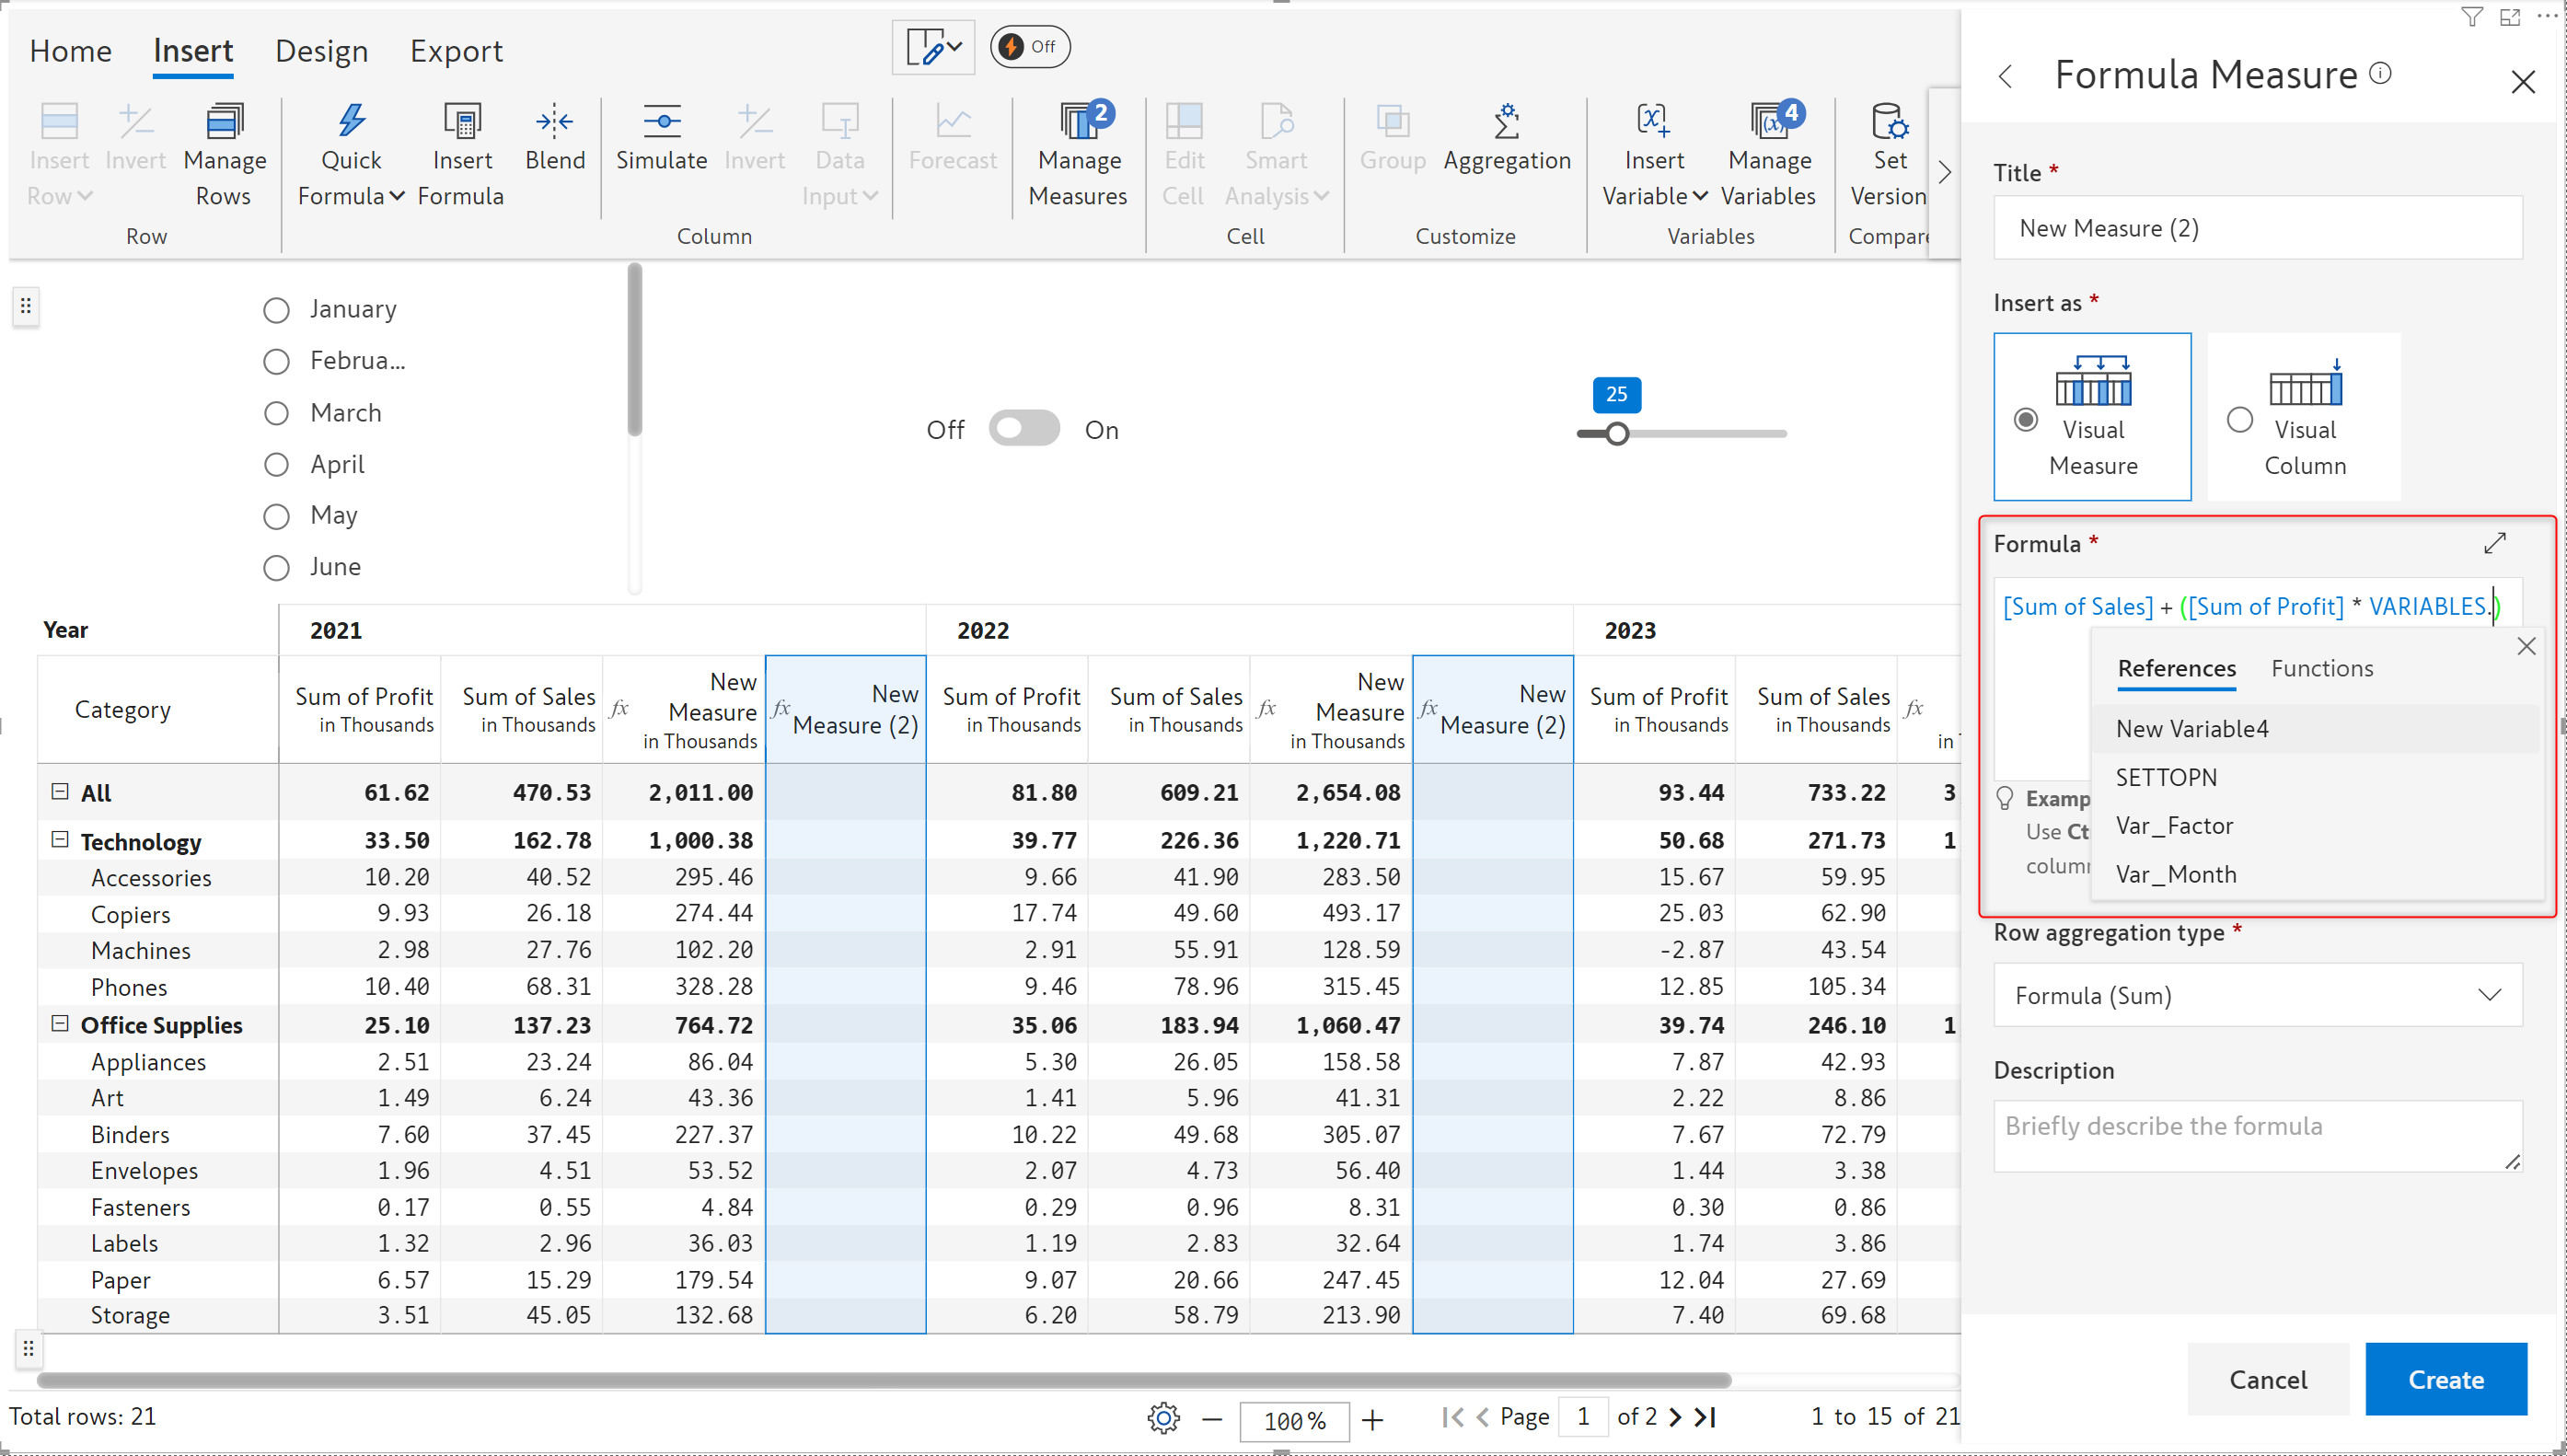 Home Insert Design Export Off
Insert Row Invert Manage Rows
Quick Formula Insert Formula Blend
Simulate Invert Data Input
Forecast
Manage Measures 2
Edit Cell Smart Analysis
Group Aggregation
Insert Variable Manage Variables 4
Set Version
Row Column Cell Customize Variables
January
Februa...
March
April
May
June
Off On
25
Year 2021 2022 2023
Category Sum of Profit in Thousands Sum of Sales in Thousands fx New Measure in Thousands fx New Measure (2) Sum of Profit in Thousands Sum of Sales in Thousands fx New Measure in Thousands fx New Measure (2) Sum of Profit in Thousands Sum of Sales in Thousands fx in
All 61.62 470.53 2,011.00 81.80 609.21 2,654.08 93.44 733.22 3
Technology 33.50 162.78 1,000.38 39.77 226.36 1,220.71 50.68 271.73 1
Accessories 10.20 40.52 295.46 9.66 41.90 283.50 15.67 59.95
Copiers 9.93 26.18 274.44 17.74 49.60 493.17 25.03 62.90
Machines 2.98 27.76 102.20 2.91 55.91 128.59 -2.87 43.54
Phones 10.40 68.31 328.28 9.46 78.96 315.45 12.85 105.34
Office Supplies 25.10 137.23 764.72 35.06 183.94 1,060.47 39.74 246.10 1
Appliances 2.51 23.24 86.04 5.30 26.05 158.58 7.87 42.93
Art 1.49 6.24 43.36 1.41 5.96 41.31 2.22 8.86
Binders 7.60 37.45 227.37 10.22 49.68 305.07 7.67 72.79
Envelopes 1.96 4.51 53.52 2.07 4.73 56.40 1.44 3.38
Fasteners 0.17 0.55 4.84 0.29 0.96 8.31 0.30 0.86
Labels 1.32 2.96 36.03 1.19 2.83 32.64 1.74 3.86
Paper 6.57 15.29 179.54 9.07 20.66 247.45 12.04 27.69
Storage 3.51 45.05 132.68 6.20 58.79 213.90 7.40 69.68
Total rows: 21 100% Page 1 of 2 1 to 15 of 21
Formula Measure
Title *
New Measure (2)
Insert as *
Visual Measure
Visual Column
Formula *
[Sum of Sales] + ([Sum of Profit] * VARIABLES.)
References Functions
New Variable4
SETTOPN
Var_Factor
Var_Month
Examp
Use Ct
column
Row aggregation type *
Formula (Sum)
Description
Briefly describe the formula
Cancel Create